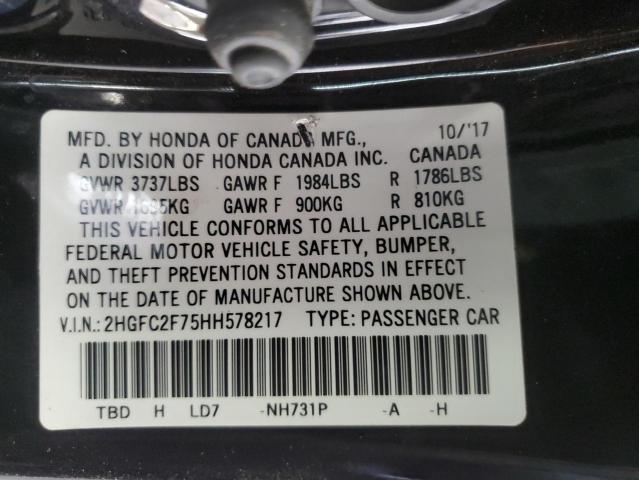 MFD. BY HONDA OF CANADA MFG., 10/'17
A DIVISION OF HONDA CANADA INC. CANADA
GVWR 3737LBS GAWR F 1984LBS R 1786LBS
GVWR 1695KG GAWR F 900KG R 810KG
THIS VEHICLE CONFORMS TO ALL APPLICABLE
FEDERAL MOTOR VEHICLE SAFETY, BUMPER,
AND THEFT PREVENTION STANDARDS IN EFFECT
ON THE DATE OF MANUFACTURE SHOWN ABOVE.
V.I.N.: 2HGFC2F75HH578217 TYPE: PASSENGER CAR
TBD H LD7 -NH731P -A -H